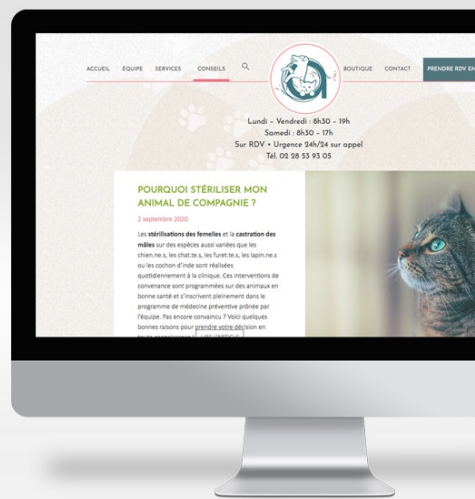 ACCUEIL ÉQUIPE SERVICES CONSEILS BOUTIQUE CONTACT PRENDRE RDV EN
Lundi – Vendredi : 8h30 – 19h
Samedi : 8h30 – 17h
Sur RDV • Urgence 24h/24 sur appel
Tél. 02 28 53 93 05
POURQUOI STÉRILISER MON
ANIMAL DE COMPAGNIE ?
2 septembre 2020
Les stérilisations des femelles et la castration des
mâles sur des espèces aussi variées que les
chien.ne.s, les chat.te.s, les furet.te.s, les lapin.ne.s
ou les cochon d'inde sont réalisées
quotidiennement à la clinique. Ces interventions de
convenance sont programmées sur des animaux en
bonne santé et s'inscrivent pleinement dans le
programme de médecine préventive prônée par
l'équipe. Pas encore convaincu ? Voici quelques
bonnes raisons pour prendre votre décision en